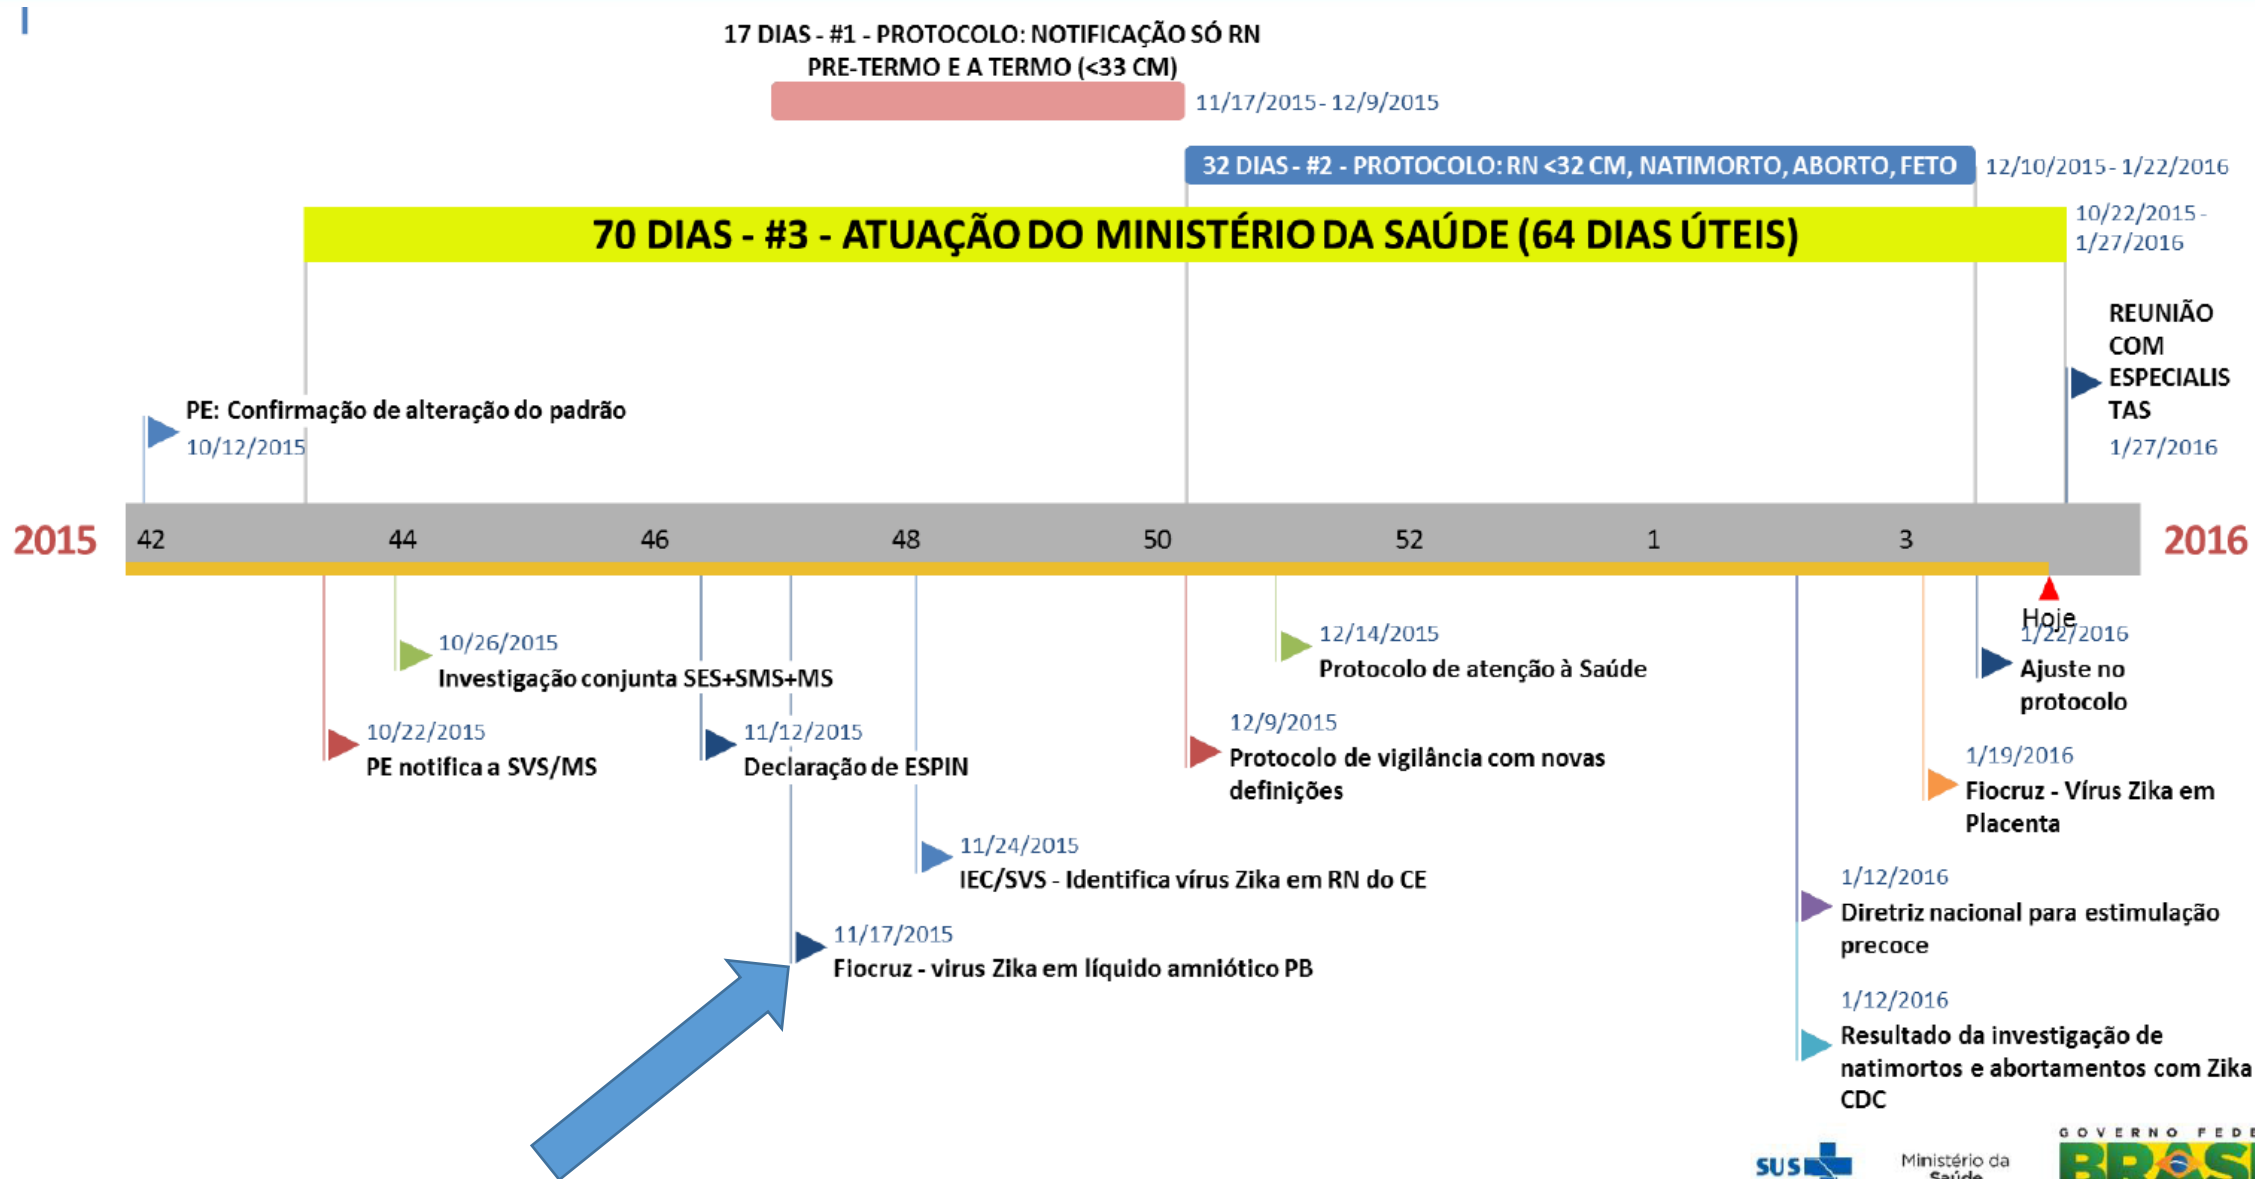 17 DIAS - #1 - PROTOCOLO: NOTIFICAÇÃO SÓ RN
PRE-TERMO E A TERMO (<33 CM)
11/17/2015 - 12/9/2015
32 DIAS - #2 - PROTOCOLO: RN <32 CM, NATIMORTO, ABORTO, FETO
12/10/2015 - 1/22/2016
70 DIAS - #3 - ATUAÇÃO DO MINISTÉRIO DA SAÚDE (64 DIAS ÚTEIS)
10/22/2015 -
1/27/2016
REUNIÃO
COM
ESPECIALIS
TAS
1/27/2016
PE: Confirmação de alteração do padrão
10/12/2015
2015
42
44
46
48
50
52
1
3
2016
Hoje
10/26/2015
Investigação conjunta SES+SMS+MS
10/22/2015
PE notifica a SVS/MS
11/12/2015
Declaração de ESPIN
11/24/2015
IEC/SVS - Identifica vírus Zika em RN do CE
11/17/2015
Fiocruz - virus Zika em líquido amniótico PB
12/14/2015
Protocolo de atenção à Saúde
12/9/2015
Protocolo de vigilância com novas
definições
1/22/2016
Ajuste no
protocolo
1/19/2016
Fiocruz - Vírus Zika em
Placenta
1/12/2016
Diretriz nacional para estimulação
precoce
1/12/2016
Resultado da investigação de
natimortos e abortamentos com Zika
CDC
SUS
Ministério da
Saúde
GOVERNO FEDE
BRASI